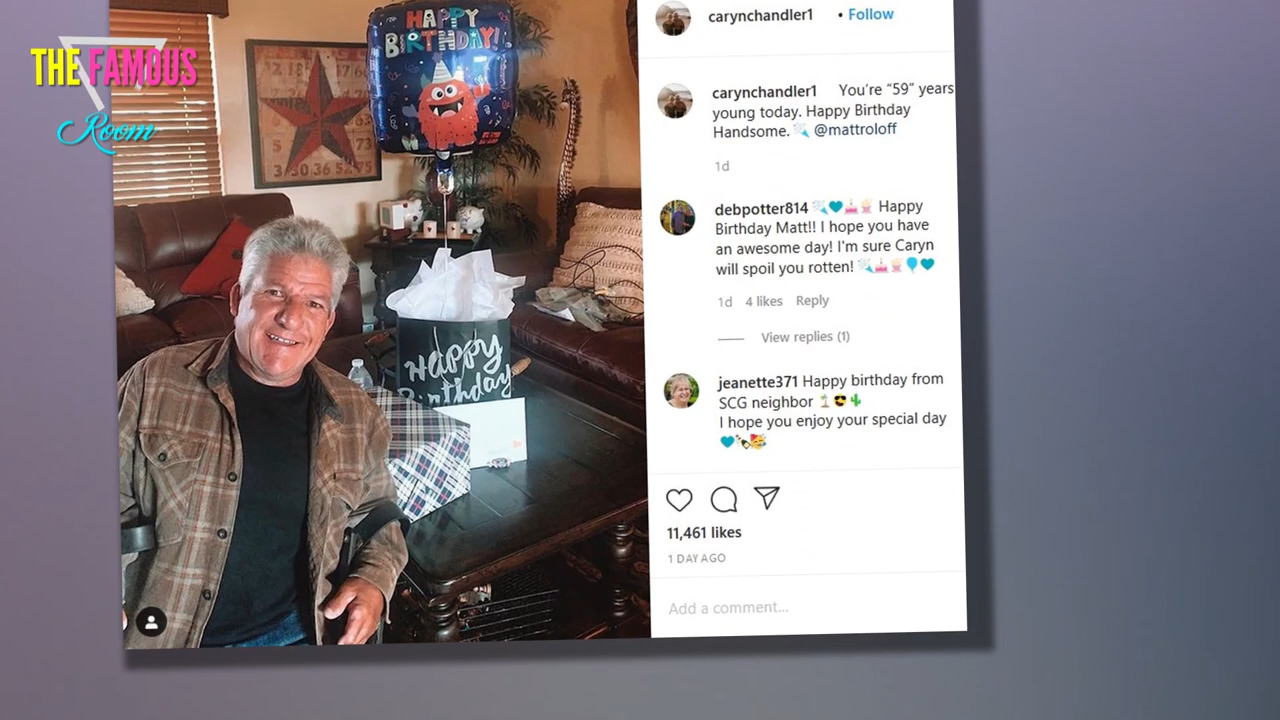 THE FAMOUS
Room
HAPPY
BIRTHDAY!
Happy
Birthday
carynchandler1 • Follow
carynchandler1 You're "59" years
young today. Happy Birthday
Handsome. @mattroloff
1d
debpotter814 Happy
Birthday Matt!! I hope you have
an awesome day! I'm sure Caryn
will spoil you rotten!
1d 4 likes Reply
View replies (1)
jeanette371 Happy birthday from
SCG neighbor
I hope you enjoy your special day
11,461 likes
1 DAY AGO
Add a comment...